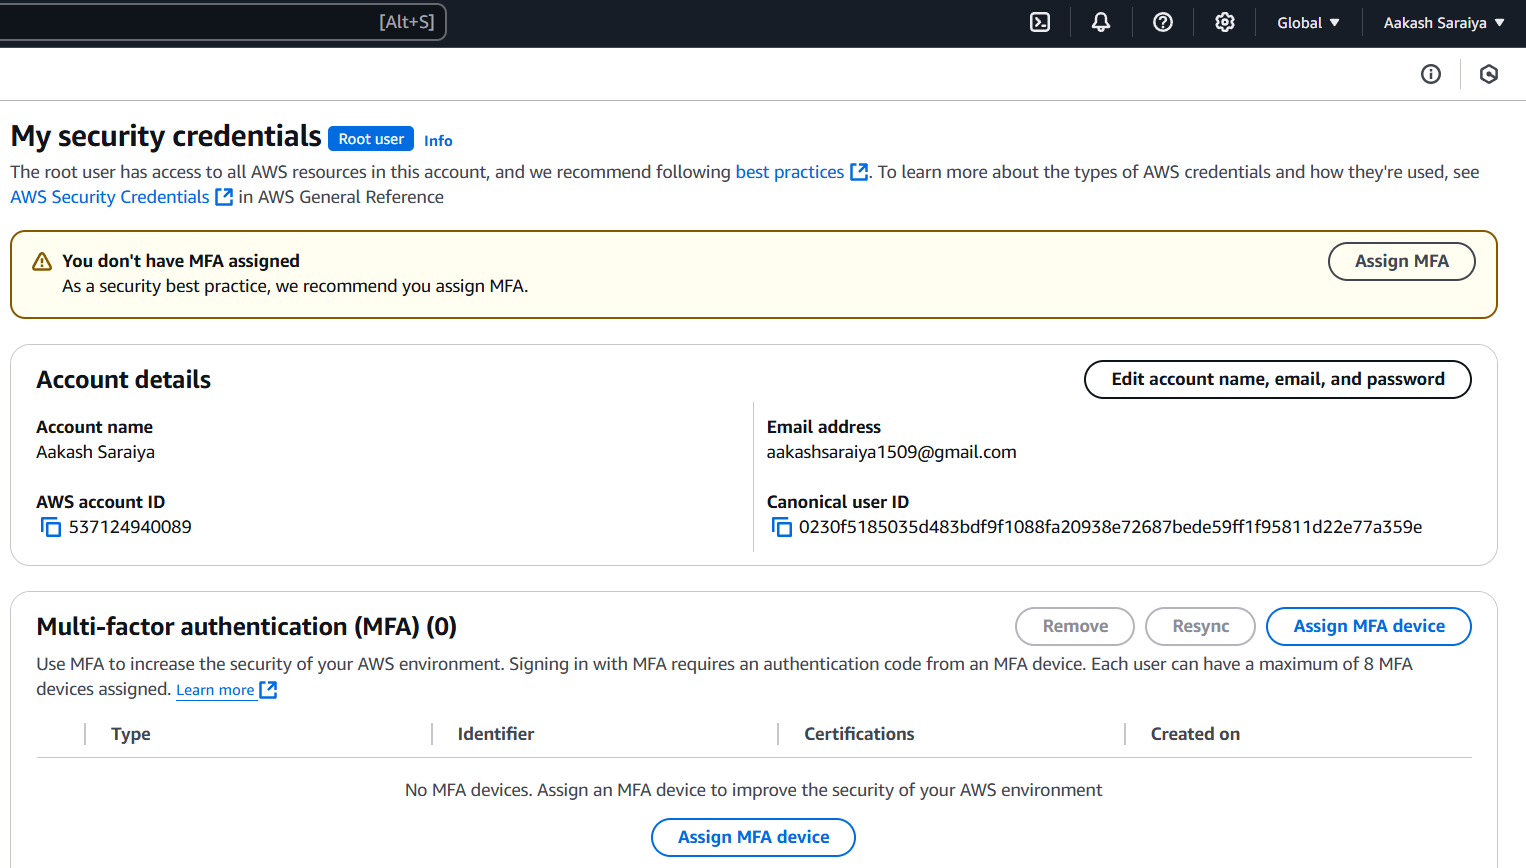 [Alt+S]
Global
Aakash Saraiya
My security credentials Root user Info
The root user has access to all AWS resources in this account, and we recommend following best practices. To learn more about the types of AWS credentials and how they're used, see
AWS Security Credentials in AWS General Reference
You don't have MFA assigned
As a security best practice, we recommend you assign MFA.
Assign MFA
Account details
Edit account name, email, and password
Account name
Aakash Saraiya
Email address
aakashsaraiya1509@gmail.com
AWS account ID
537124940089
Canonical user ID
0230f5185035d483bdf9f1088fa20938e72687bede59ff1f95811d22e77a359e
Multi-factor authentication (MFA) (0)
Remove
Resync
Assign MFA device
Use MFA to increase the security of your AWS environment. Signing in with MFA requires an authentication code from an MFA device. Each user can have a maximum of 8 MFA
devices assigned. Learn more
Type
Identifier
Certifications
Created on
No MFA devices. Assign an MFA device to improve the security of your AWS environment
Assign MFA device